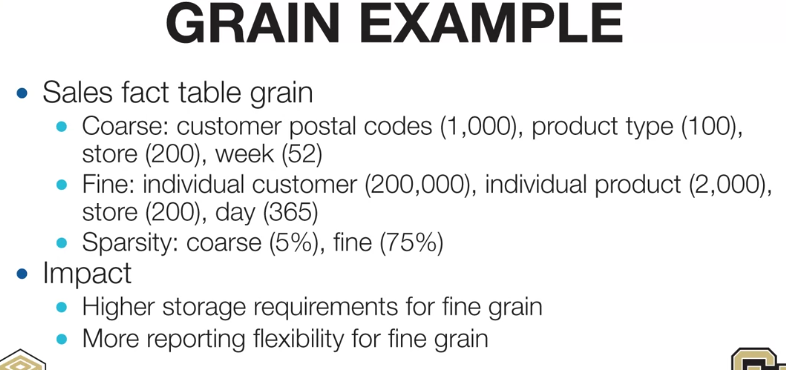 GRAIN EXAMPLE
• Sales fact table grain
• Coarse: customer postal codes (1,000), product type (100),
store (200), week (52)
• Fine: individual customer (200,000), individual product (2,000),
store (200), day (365)
• Sparsity: coarse (5%), fine (75%)
• Impact
• Higher storage requirements for fine grain
• More reporting flexibility for fine grain